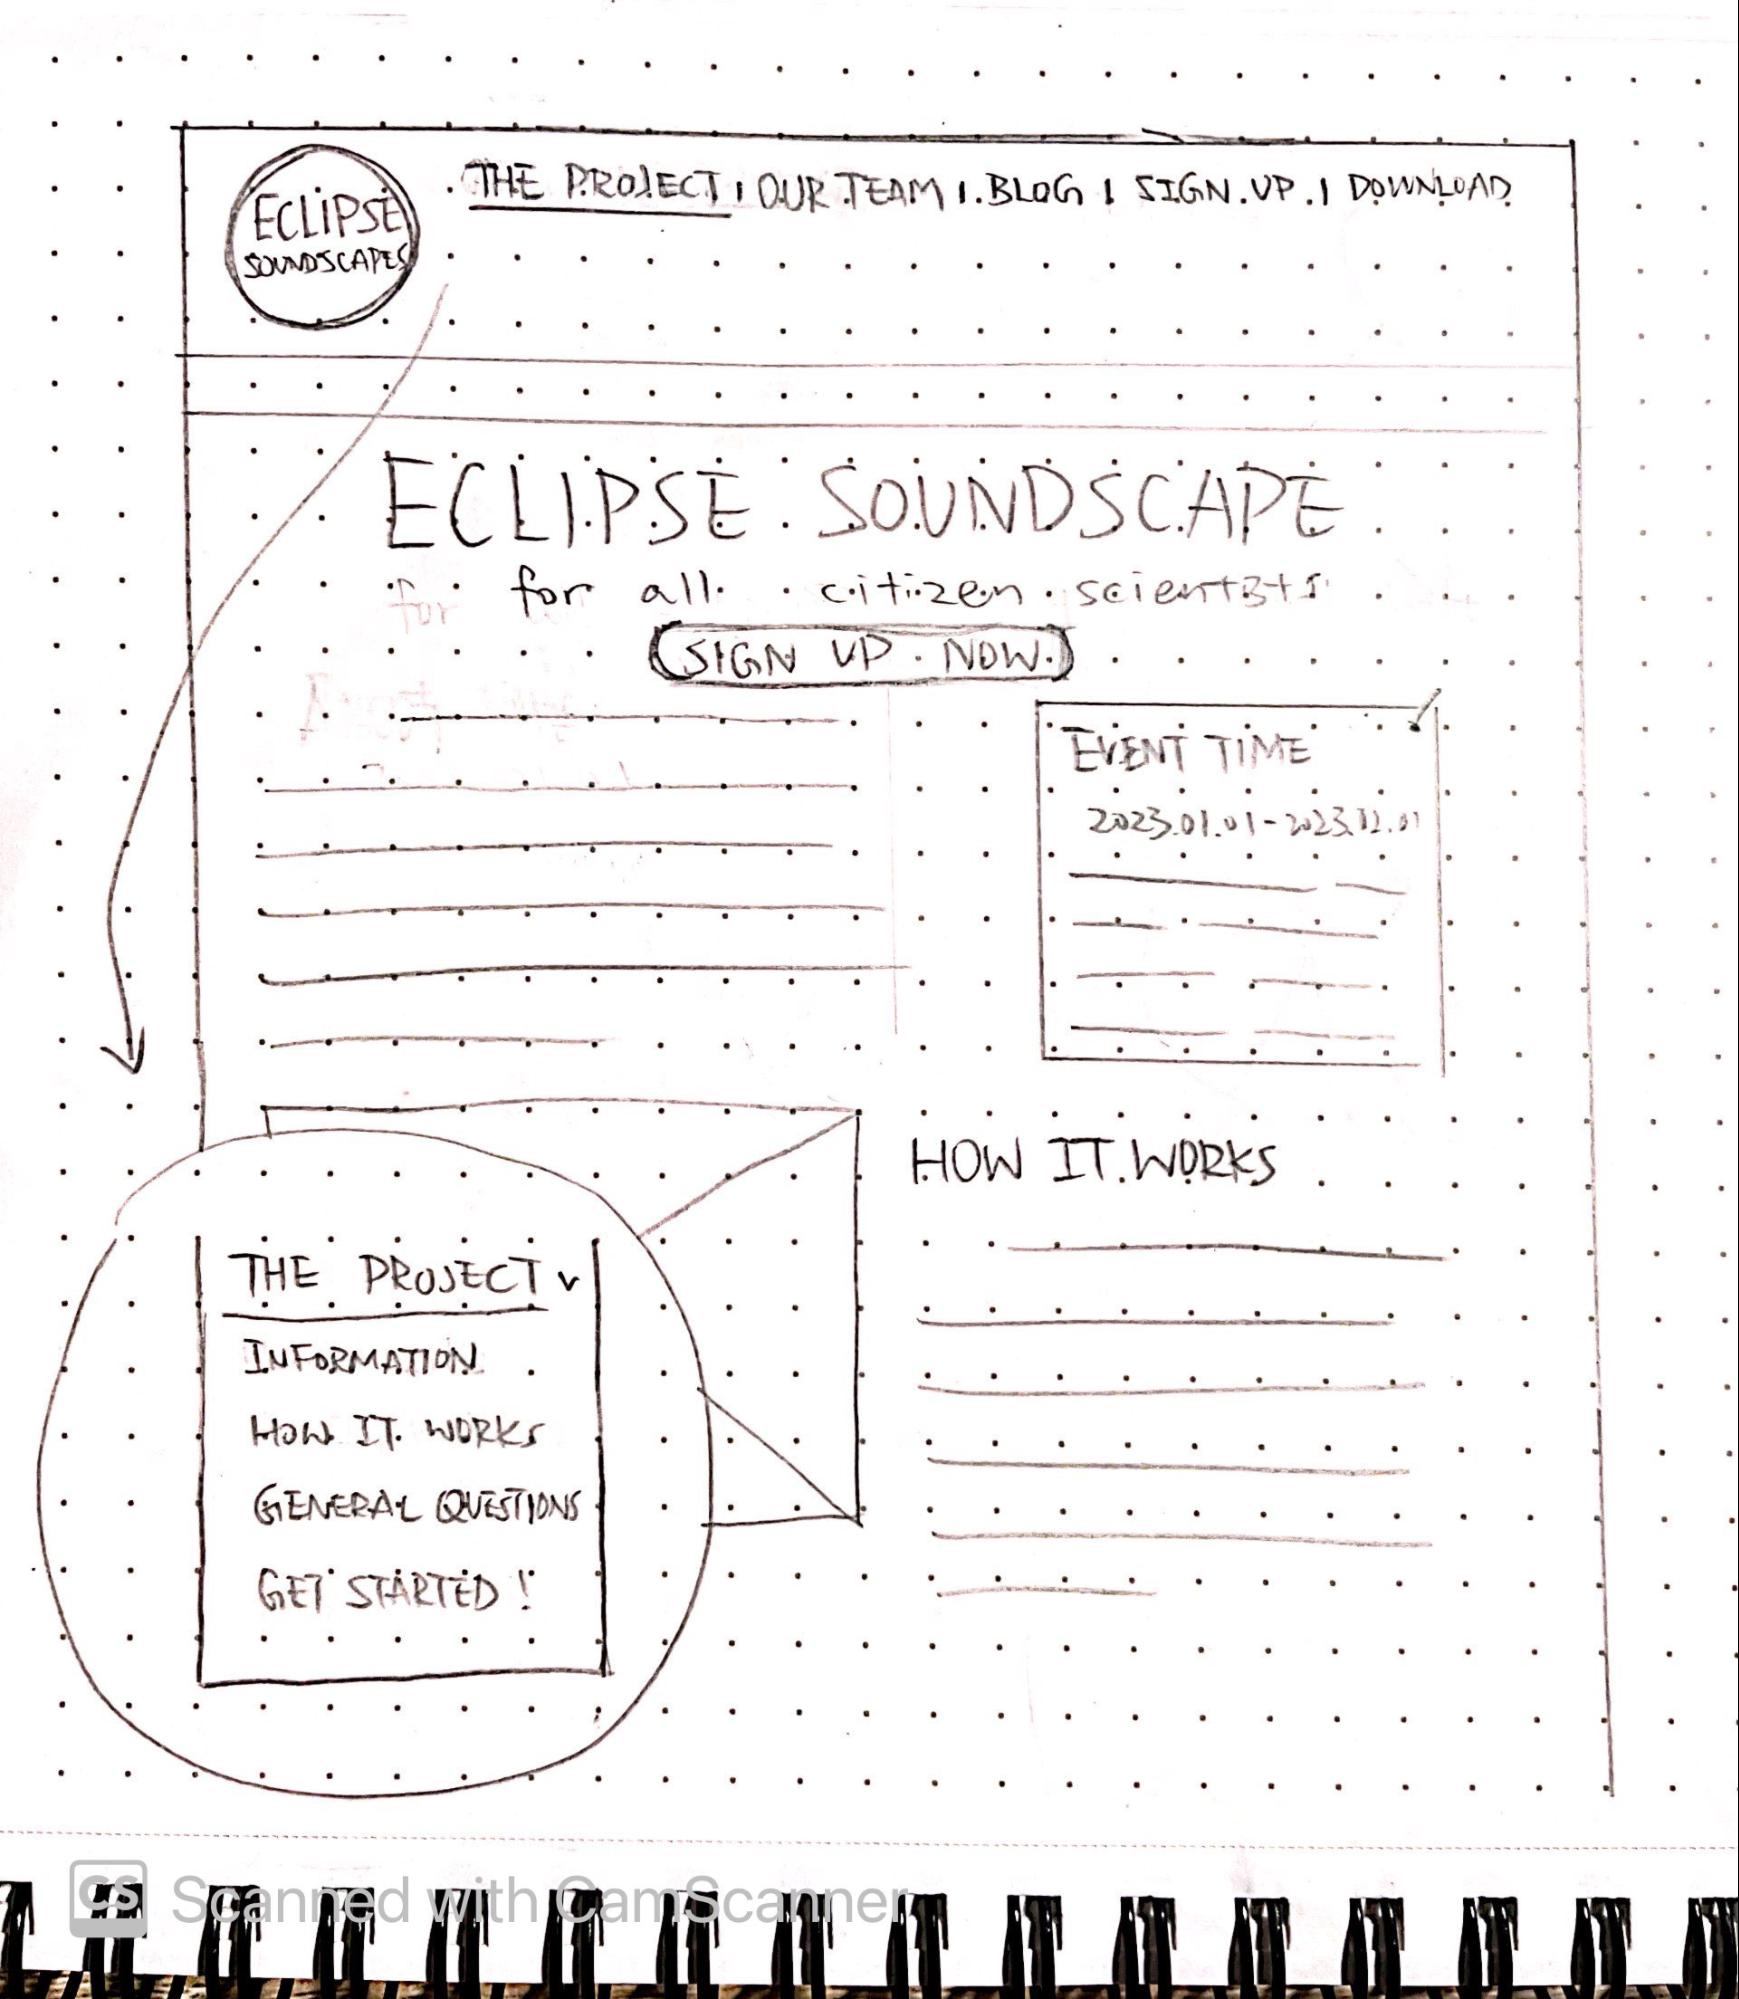 ECLIPSE
SOUNDSCAPES
THE PROJECT | OUR TEAM | BLOG | SIGN UP | DOWNLOAD
ECLIPSE SOUNDSCAPE
for for all citizen scientists
SIGN UP NOW
EVENT TIME
2023.01.01-2023.12.01
HOW IT WORKS
THE PROJECT v
INFORMATION
HOW IT WORKS
GENERAL QUESTIONS
GET STARTED!
CS Scanned with CamScanner